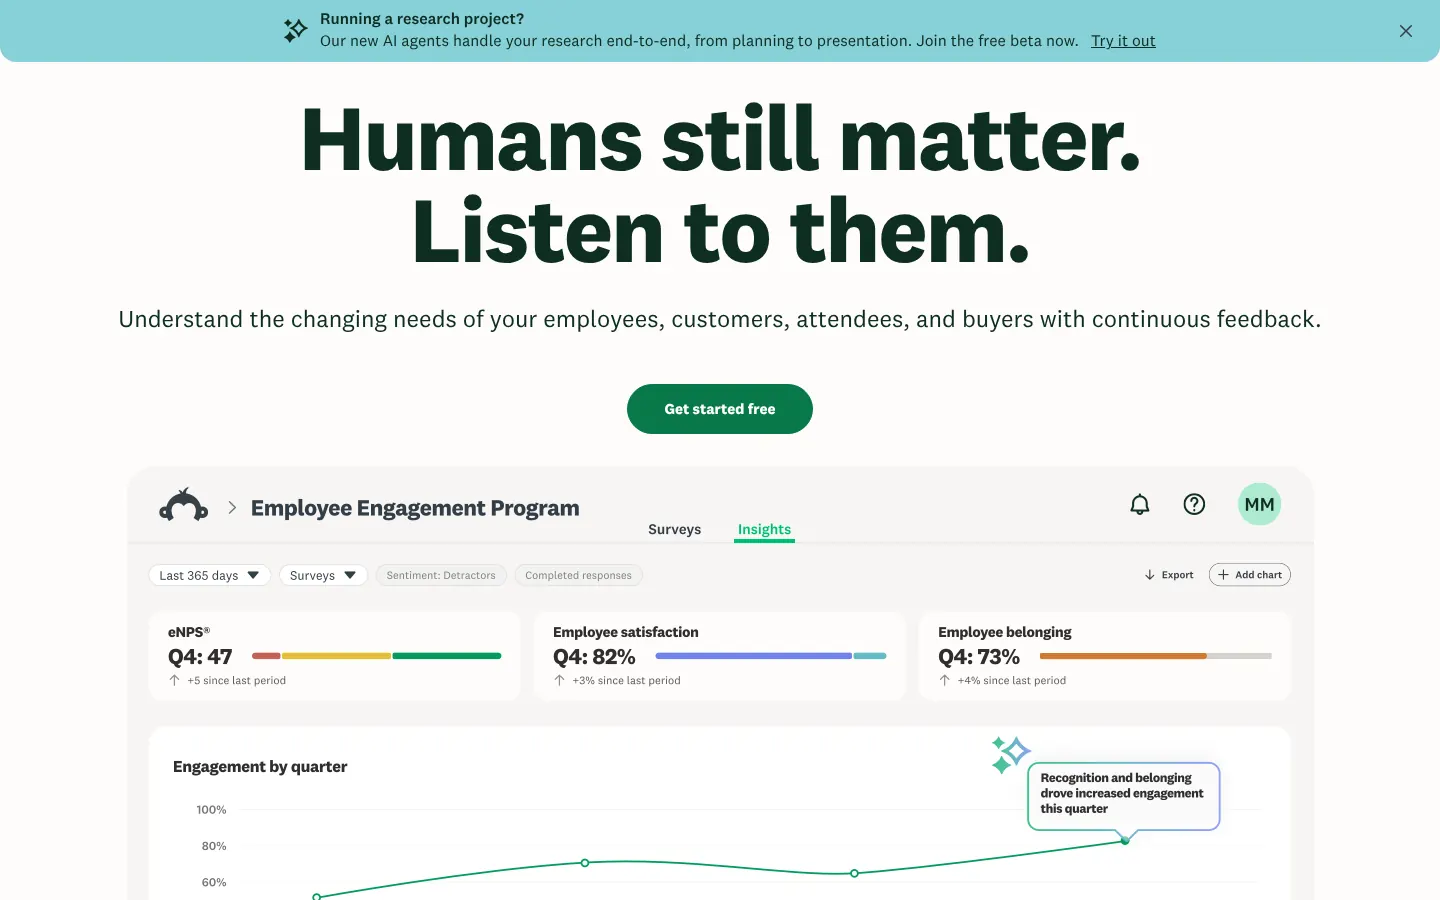 Running a research project?
Our new AI agents handle your research end-to-end, from planning to presentation. Join the free beta now. Try it out
Humans still matter.
Listen to them.
Understand the changing needs of your employees, customers, attendees, and buyers with continuous feedback.
Get started free
Employee Engagement Program
Surveys Insights
MM
Last 365 days Surveys Sentiment: Detractors Completed responses Export Add chart
eNPS®
Q4: 47
+5 since last period
Employee satisfaction
Q4: 82%
+3% since last period
Employee belonging
Q4: 73%
+4% since last period
Engagement by quarter
Recognition and belonging
drove increased engagement
this quarter
100%
80%
60%